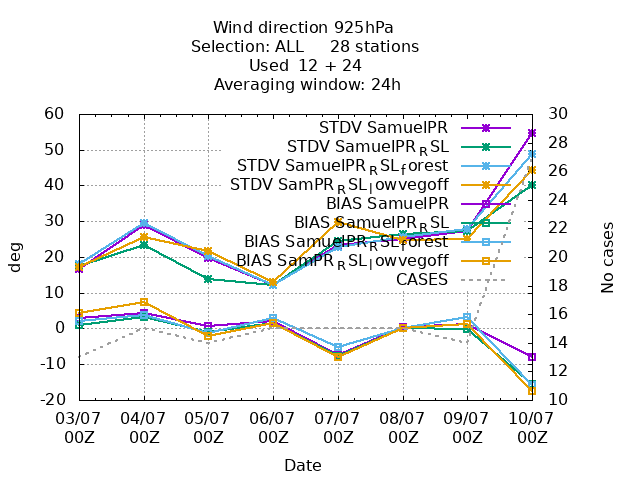 Wind direction 925hPa
Selection: ALL     28 stations
Used  12 + 24
Averaging window: 24h
60
50
40
30
20
10
0
-10
-20
30
28
26
24
22
20
18
16
14
12
10
deg
No cases
STDV SamuelPR
STDV SamuelPR_RSL
STDV SamuelPR_RSL_forest
STDV SamPR_RSL_lowvegoff
BIAS SamuelPR
BIAS SamuelPR_RSL
BIAS SamuelPR_RSL_forest
BIAS SamPR_RSL_lowvegoff
CASES
03/07 04/07 05/07 06/07 07/07 08/07 09/07 10/07
00Z 00Z 00Z 00Z 00Z 00Z 00Z 00Z
Date